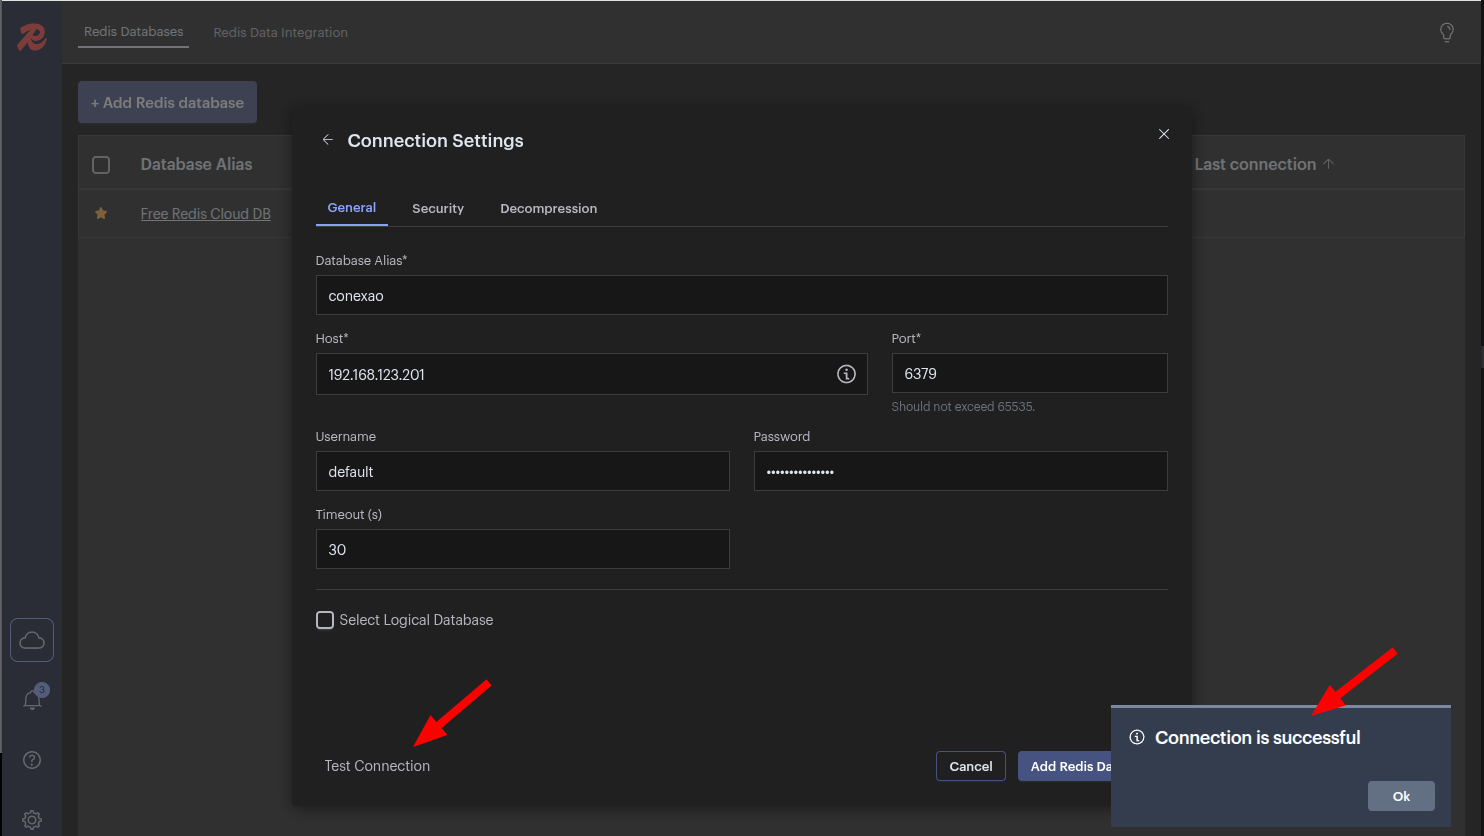 Redis Databases
Redis Data Integration
+ Add Redis database
Database Alias
Last connection
Free Redis Cloud DB
Connection Settings
General
Security
Decompression
Database Alias*
conexao
Host*
Port*
192.168.123.201
6379
Should not exceed 65535.
Username
Password
default
••••••••••••••
Timeout (s)
30
Select Logical Database
3
Connection is successful
Test Connection
Cancel
Add Redis Da
Ok